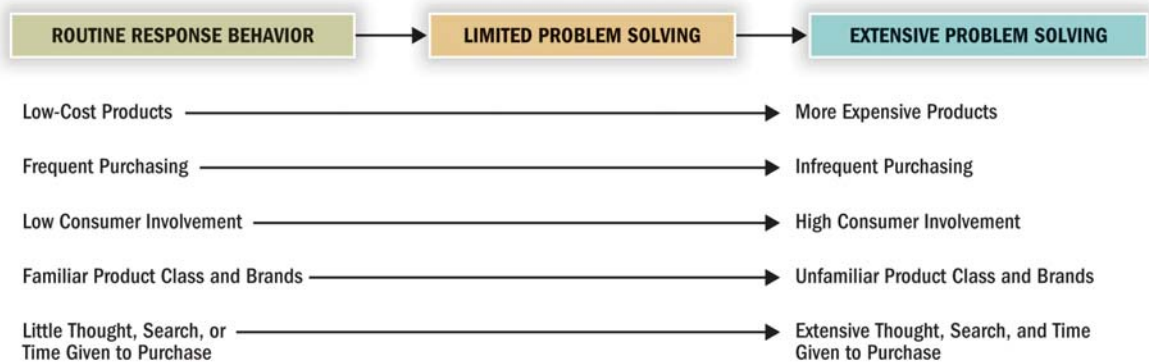 ROUTINE RESPONSE BEHAVIOR
LIMITED PROBLEM SOLVING
EXTENSIVE PROBLEM SOLVING
Low-Cost Products
More Expensive Products
Frequent Purchasing
Infrequent Purchasing
Low Consumer Involvement
High Consumer Involvement
Familiar Product Class and Brands
Unfamiliar Product Class and Brands
Little Thought, Search, or
Time Given to Purchase
Extensive Thought, Search, and Time
Given to Purchase